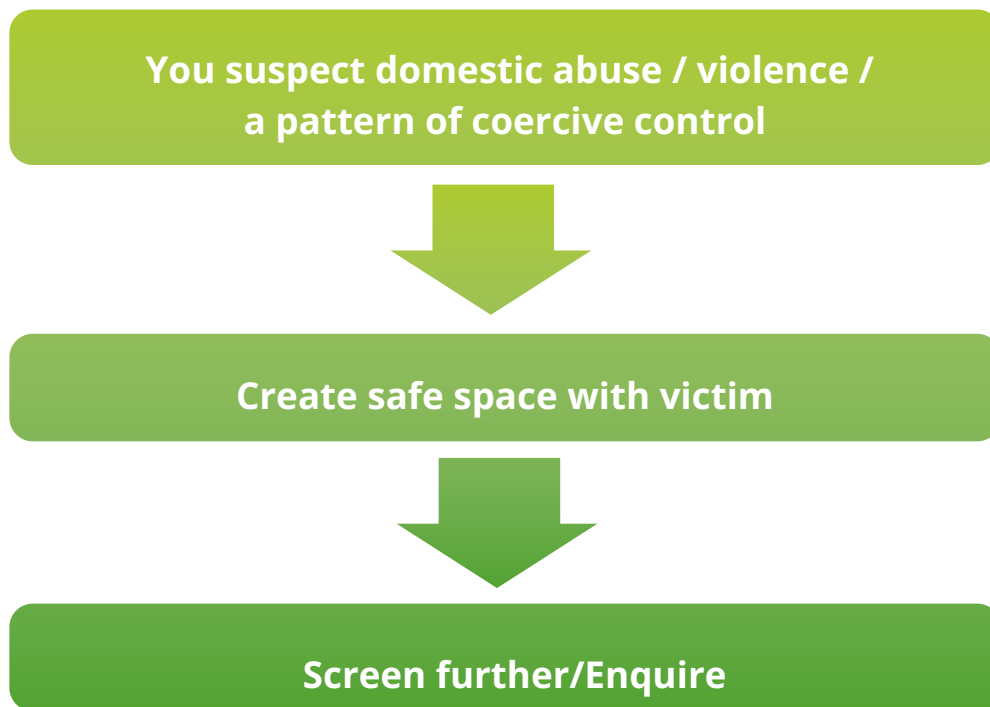 You suspect domestic abuse / violence /
a pattern of coercive control
Create safe space with victim
Screen further/Enquire